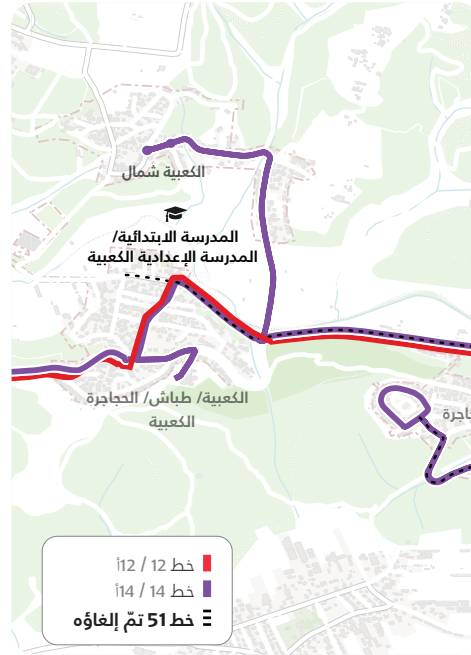 الكعبية شمال
المدرسة الابتدائية/
المدرسة الإعدادية الكعبية
الكعبية/ طباش/ الحجاجرة
الكعبية
خط 12 / 12أ
خط 14 / 14أ
خط 51 تمّ إلغاؤه